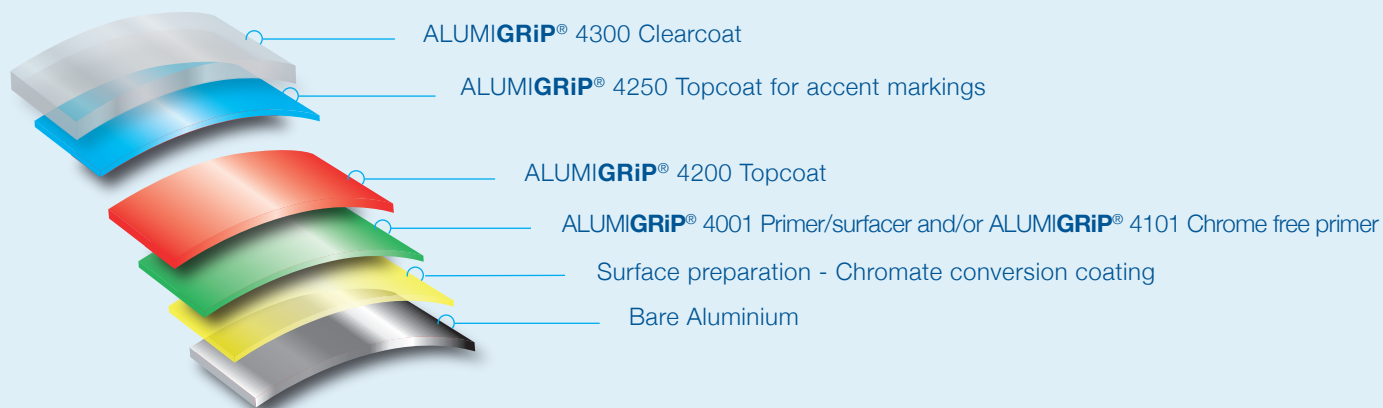 ALUMIGRiP® 4300 Clearcoat
ALUMIGRiP® 4250 Topcoat for accent markings
ALUMIGRiP® 4200 Topcoat
ALUMIGRiP® 4001 Primer/surfacer and/or ALUMIGRiP® 4101 Chrome free primer
Surface preparation - Chromate conversion coating
Bare Aluminium